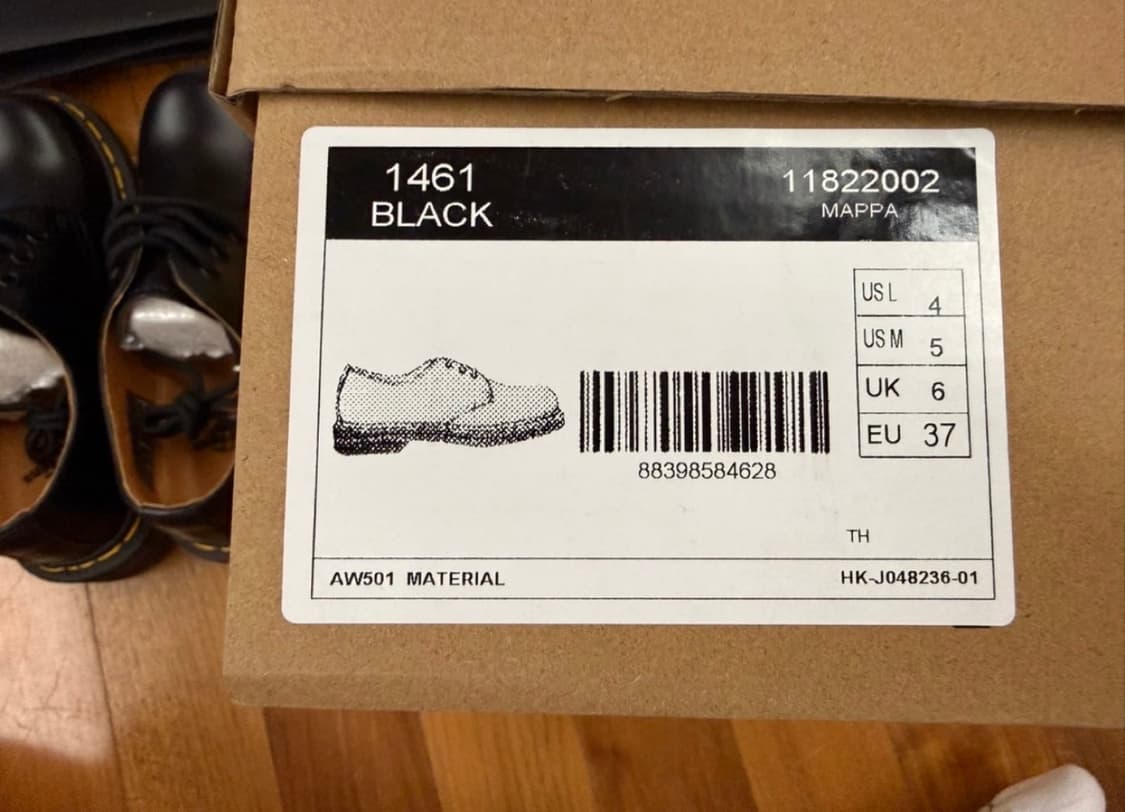 1461
BLACK
11822002
MAPPA
US L 4
US M 5
UK 6
EU 37
88398584628
TH
AW501 MATERIAL
HK-J048236-01